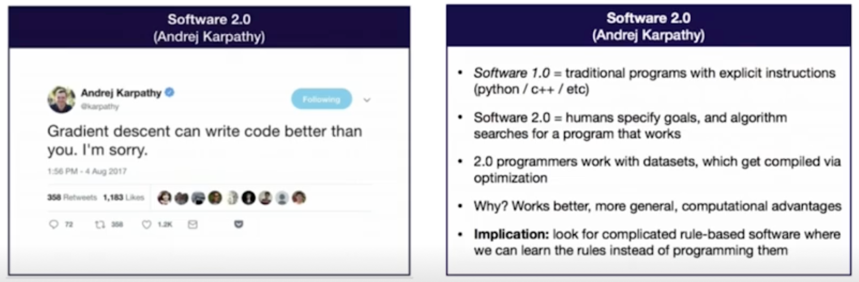 Software 2.0
(Andrej Karpathy)
Andrej Karpathy
@karpathy
Following
Gradient descent can write code better than
you. I'm sorry.
1:56 PM - 4 Aug 2017
358 Retweets 1,183 Likes
72 358 1.2K
Software 2.0
(Andrej Karpathy)
• Software 1.0 = traditional programs with explicit instructions
(python / c++ / etc)
• Software 2.0 = humans specify goals, and algorithm
searches for a program that works
• 2.0 programmers work with datasets, which get compiled via
optimization
• Why? Works better, more general, computational advantages
• Implication: look for complicated rule-based software where
we can learn the rules instead of programming them